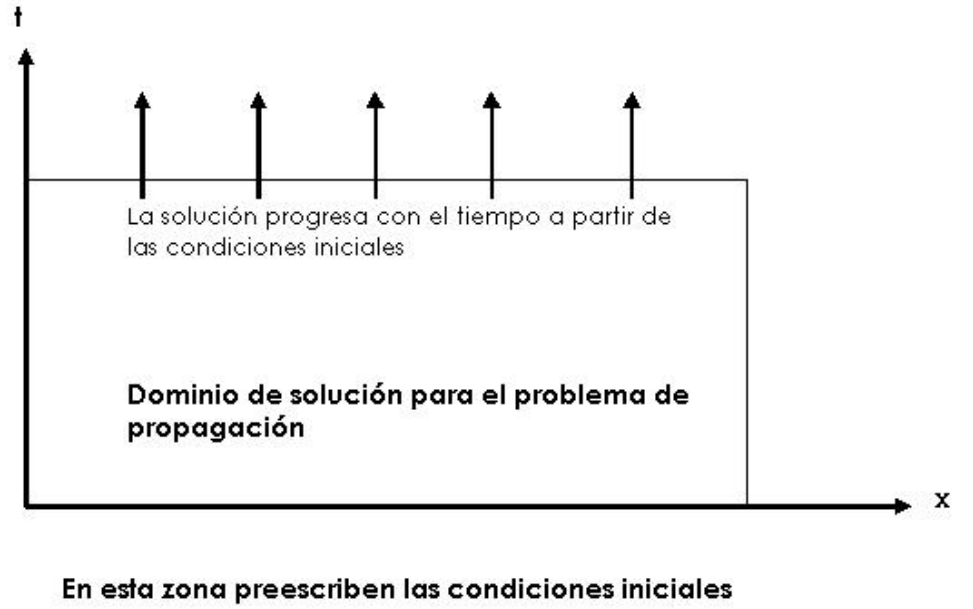 t
La solución progresa con el tiempo a partir de
las condiciones iniciales
Dominio de solución para el problema de
propagación
x
En esta zona preescriben las condiciones iniciales